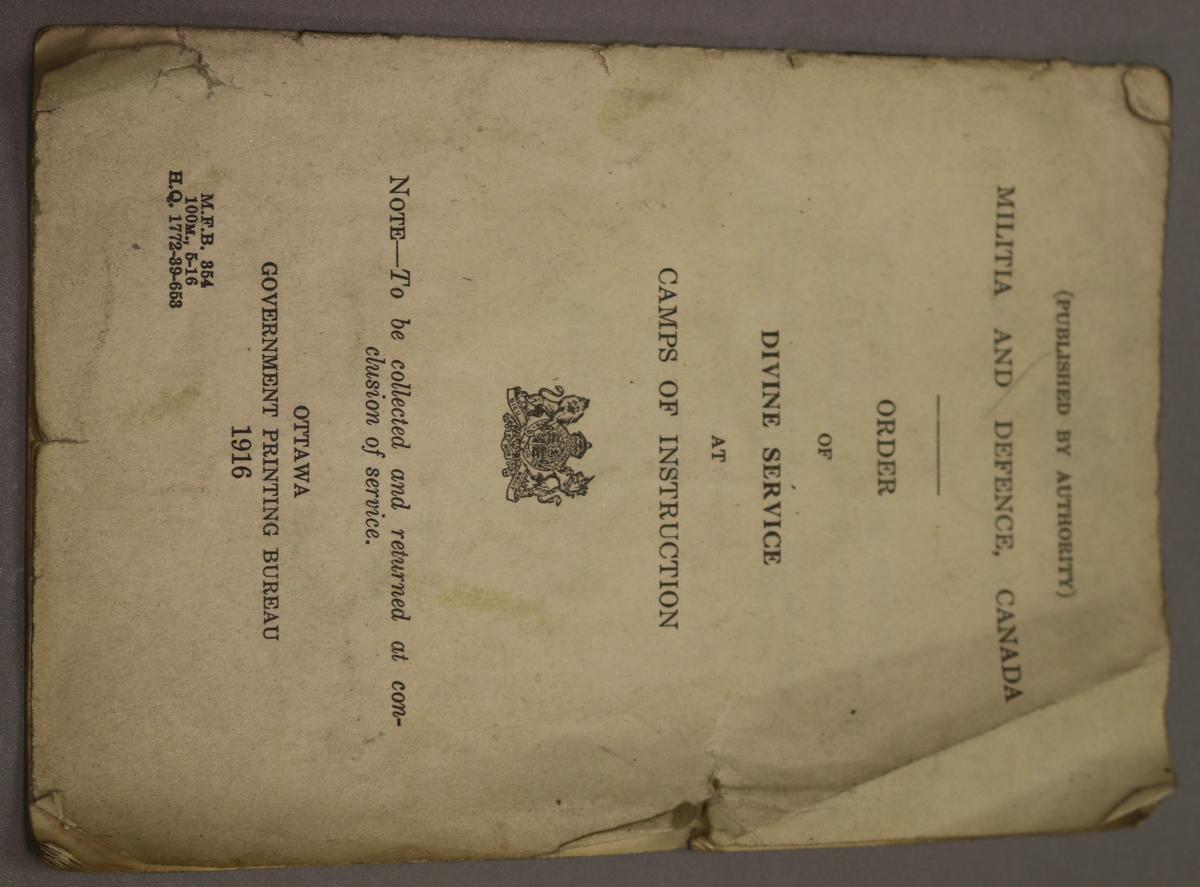 (PUBLISHED BY AUTHORITY)
MILITIA AND DEFENCE, CANADA
ORDER
OF
DIVINE SERVICE
AT
CAMPS OF INSTRUCTION
NOTE—To be collected and returned at con-
clusion of service.
OTTAWA
GOVERNMENT PRINTING BUREAU
1916
M.F.B. 354
100M., 5-16
H.Q. 1772-39-658